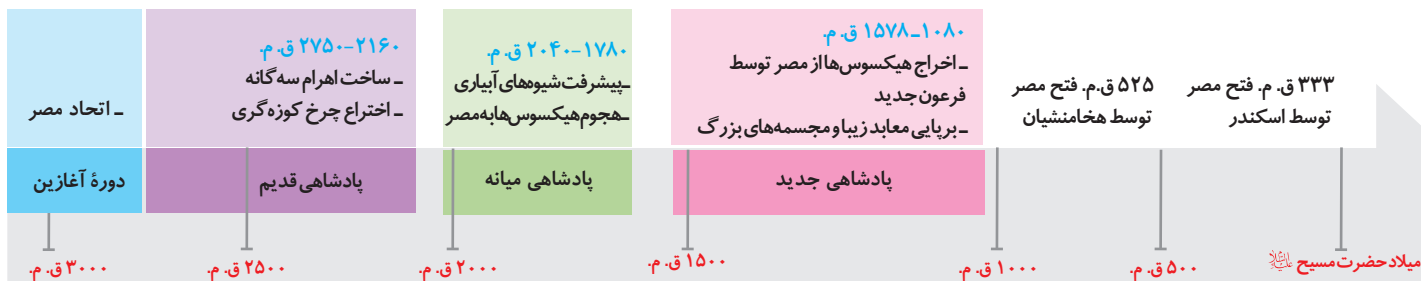 ـ اتحاد مصر
دورهٔ آغازین
۲۷۵۰-۲۱۶۰ ق.م.
ـ ساخت اهرام سه‌گانه
ـ اختراع چرخ کوزه‌گری
پادشاهی قدیم
۲۰۴۰-۱۷۸۰ ق.م.
ـ پیشرفت شیوه‌های آبیاری
ـ هجوم هیکسوس‌ها به مصر
پادشاهی میانه
۱۵۷۸ـ۱۰۸۰ ق.م.
ـ اخراج هیکسوس‌ها از مصر توسط
فرعون جدید
ـ برپایی معابد زیبا و مجسمه‌های بزرگ
پادشاهی جدید
۵۲۵ ق.م. فتح مصر
توسط هخامنشیان
۳۳۳ ق.م. فتح مصر
توسط اسکندر
۳۰۰۰ ق.م.
۲۵۰۰ ق.م.
۲۰۰۰ ق.م.
۱۵۰۰ ق.م.
۱۰۰۰ ق.م.
۵۰۰ ق.م.
میلاد حضرت مسیح علیه‌السلام